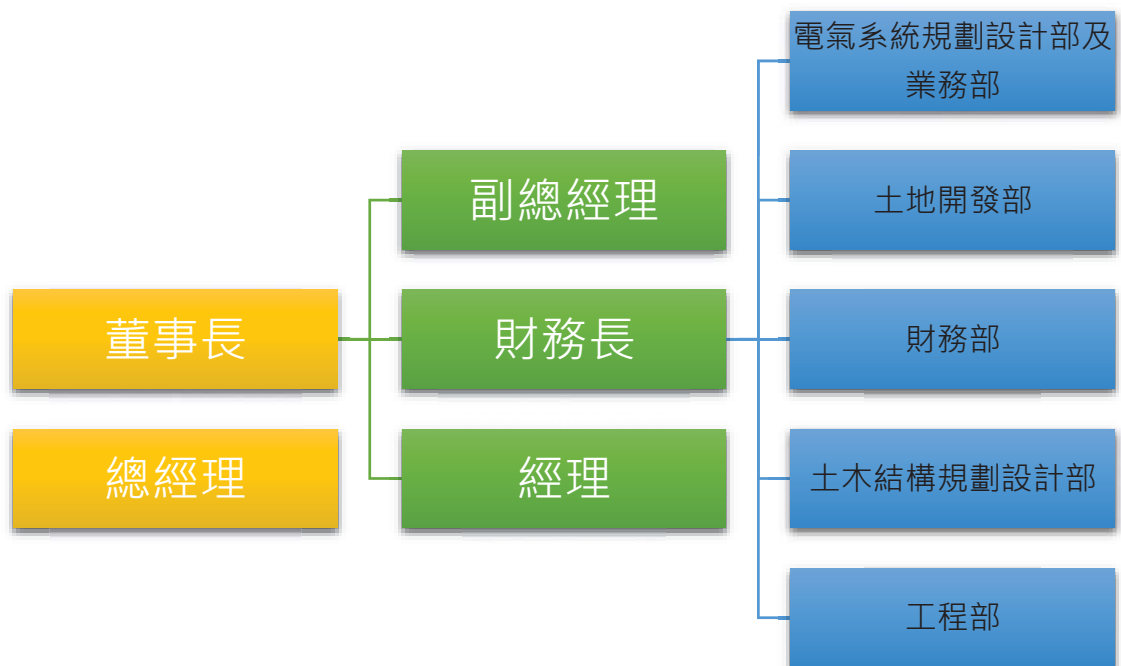 董事長
總經理
副總經理
財務長
經理
電氣系統規劃設計部及
業務部
土地開發部
財務部
土木結構規劃設計部
工程部